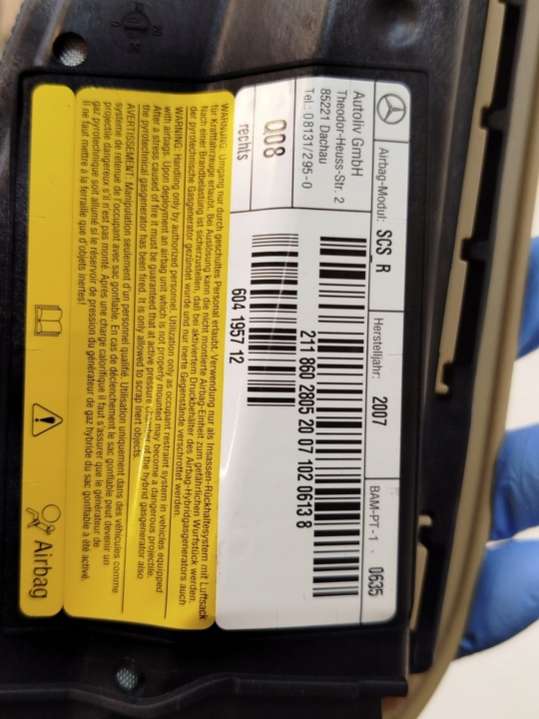 Airbag-Modul: SCS_R
Herstelljahr: 2007
BAM-PT-1 . 0635
Autoliv GmbH
Theodor-Heuss-Str. 2
85221 Dachau
Tel.: 08131/295-0
211 860 2805 28 07 102 0613 8
Q08
rechts
604 1957 12
WARNUNG: Umgang nur durch geschultes Personal erlaubt. Verwendung nur als Insassen-Rückhaltesystem mit Luftsack
für Kraftfahrzeuge erlaubt. Bei Auslösung kann die nicht montierte Airbag-Einheit zum gefährlichen Wurfstück werden.
Nach einer Brandbelastung ist sicherzustellen, daß bei aktiviertem Druckbehälter des Airbag-Hybridgasgenerators auch
der pyrotechnische Gasgenerator gezündet wurde und nur inerte Gegenstände verschrottet werden.
WARNING: Handling only by authorized personnel. Utilization only as occupant restraint system in vehicles equipped
with airbags. Upon deployment an airbag unit which is not properly mounted may become a dangerous projectile.
After a stress caused of fire it must be guaranteed that at active pressure chamber of the hybrid gasgenerator also
the pyrotechnical gasgenerator has been fired. It is only allowed to scrap inert objects.
AVERTISSEMENT: Manipulation seulement d'un personnel qualifié. Utilisation uniquement dans des véhicules comme
système de retenue de l'occupant avec sac gonflable. En cas de déclenchement le sac gonflable peut devenir un
projectile dangereux s'il n'est pas monté. Après une charge calorifique il faut s'assurer que le générateur de
gaz pyrotechnique soit allumé si le réservoir de pression du générateur de gaz hybride du sac gonflable a été activé.
Il ne faut mettre à la ferraille que d'objets inertes!
Airbag